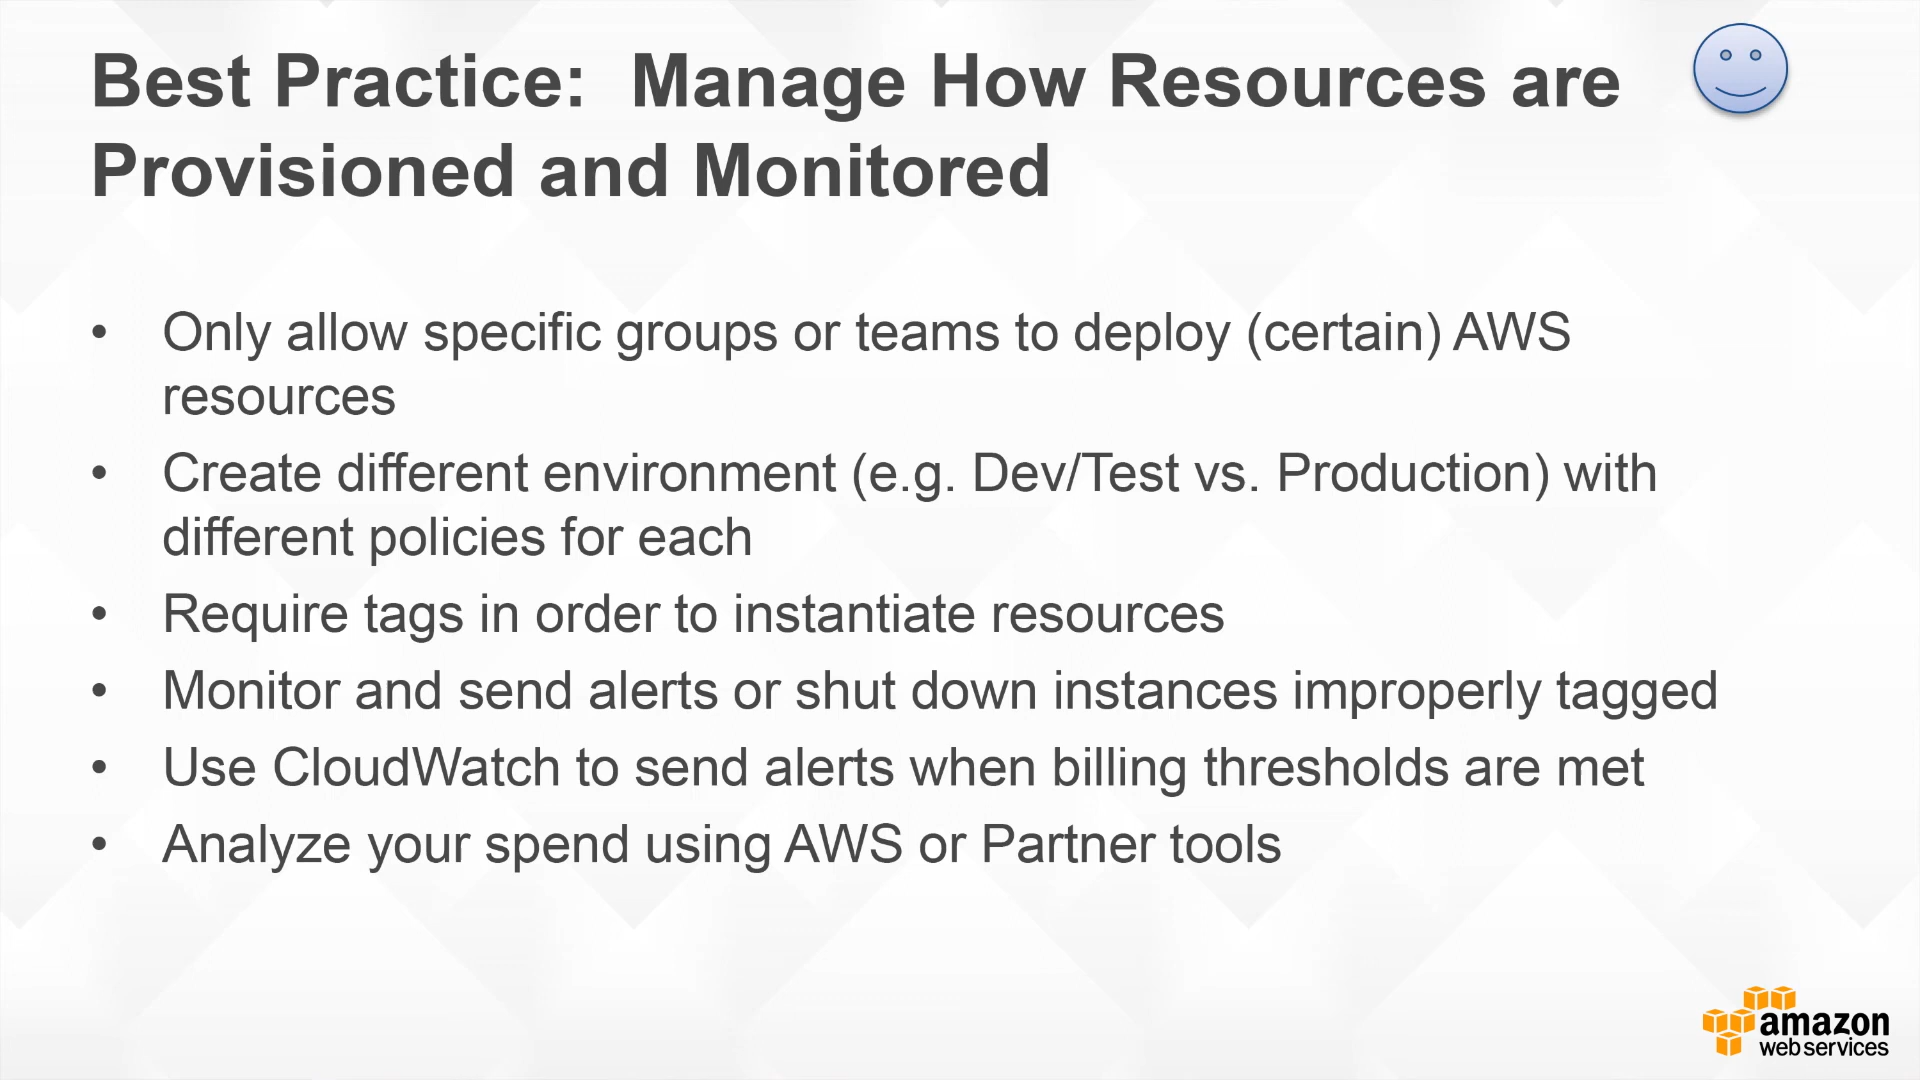 Best Practice:  Manage How Resources are
Provisioned and Monitored
• Only allow specific groups or teams to deploy (certain) AWS
resources
• Create different environment (e.g. Dev/Test vs. Production) with
different policies for each
• Require tags in order to instantiate resources
• Monitor and send alerts or shut down instances improperly tagged
• Use CloudWatch to send alerts when billing thresholds are met
• Analyze your spend using AWS or Partner tools
amazon
web services